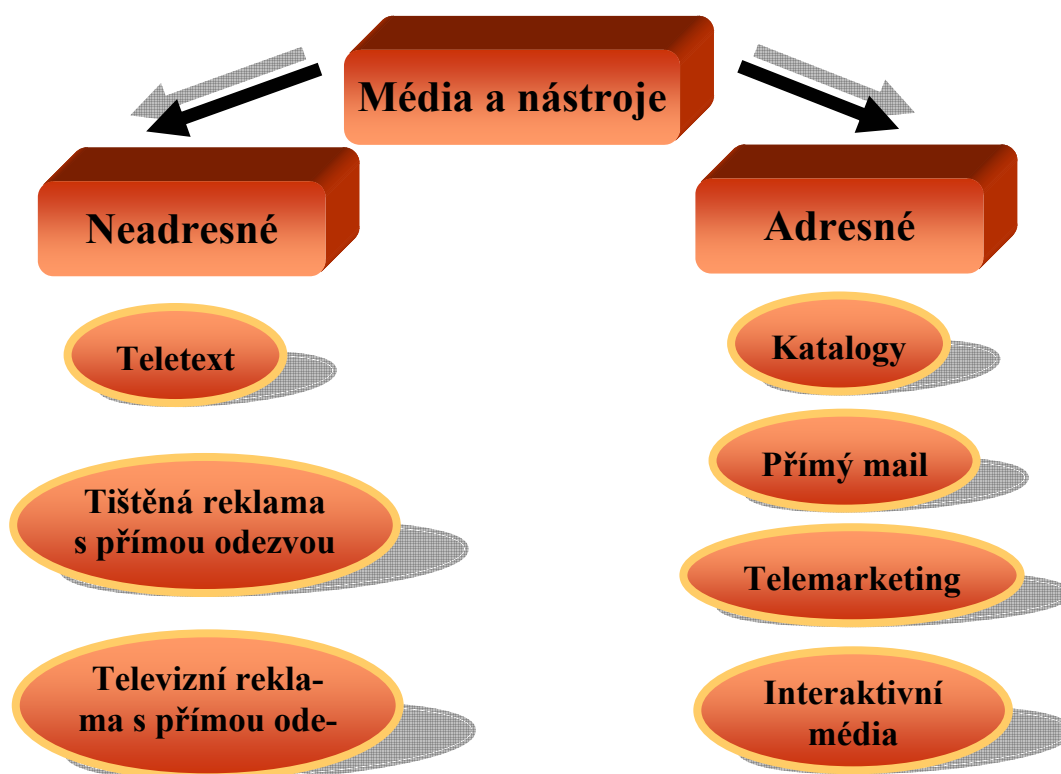 Média a nástroje
Neadresné
Adresné
Teletext
Katalogy
Tištěná reklama
s přímou odezvou
Přímý mail
Telemarketing
Televizní rekla-
ma s přímou ode-
Interaktivní
média